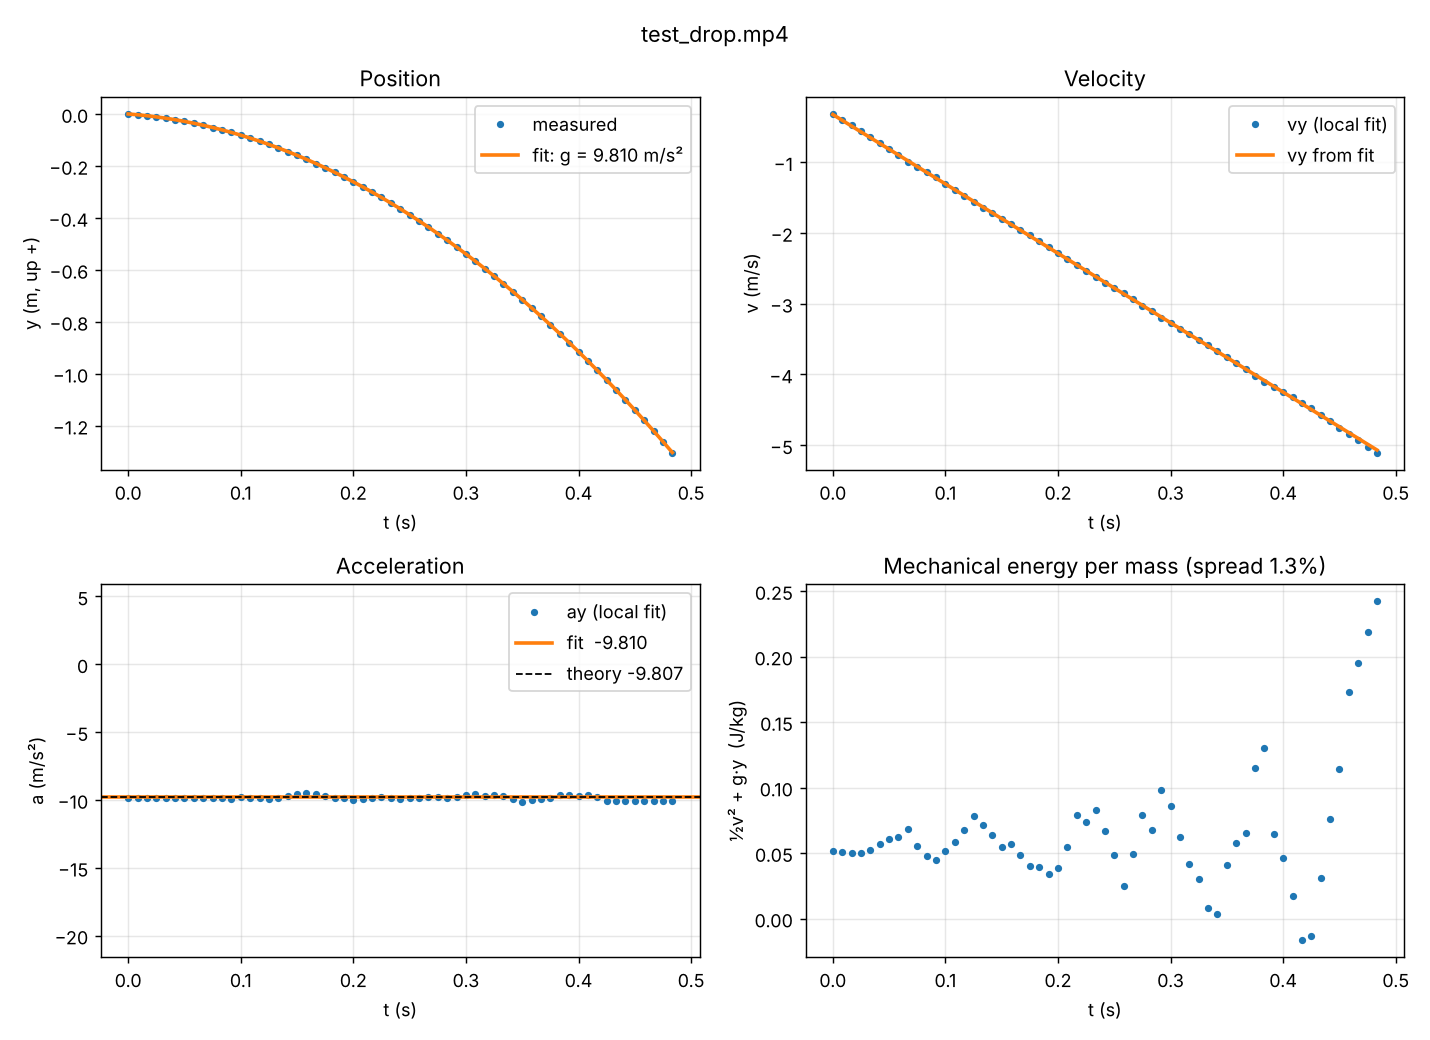 test_drop.mp4
Position
measured
fit: g = 9.810 m/s²
0.0
−0.2
−0.4
−0.6
−0.8
−1.0
−1.2
y (m, up +)
0.0 0.1 0.2 0.3 0.4 0.5
t (s)
Velocity
vy (local fit)
vy from fit
−1
−2
−3
−4
−5
v (m/s)
0.0 0.1 0.2 0.3 0.4 0.5
t (s)
Acceleration
ay (local fit)
fit -9.810
theory -9.807
5
0
−5
−10
−15
−20
a (m/s²)
0.0 0.1 0.2 0.3 0.4 0.5
t (s)
Mechanical energy per mass (spread 1.3%)
0.25
0.20
0.15
0.10
0.05
0.00
½v² + g·y (J/kg)
0.0 0.1 0.2 0.3 0.4 0.5
t (s)